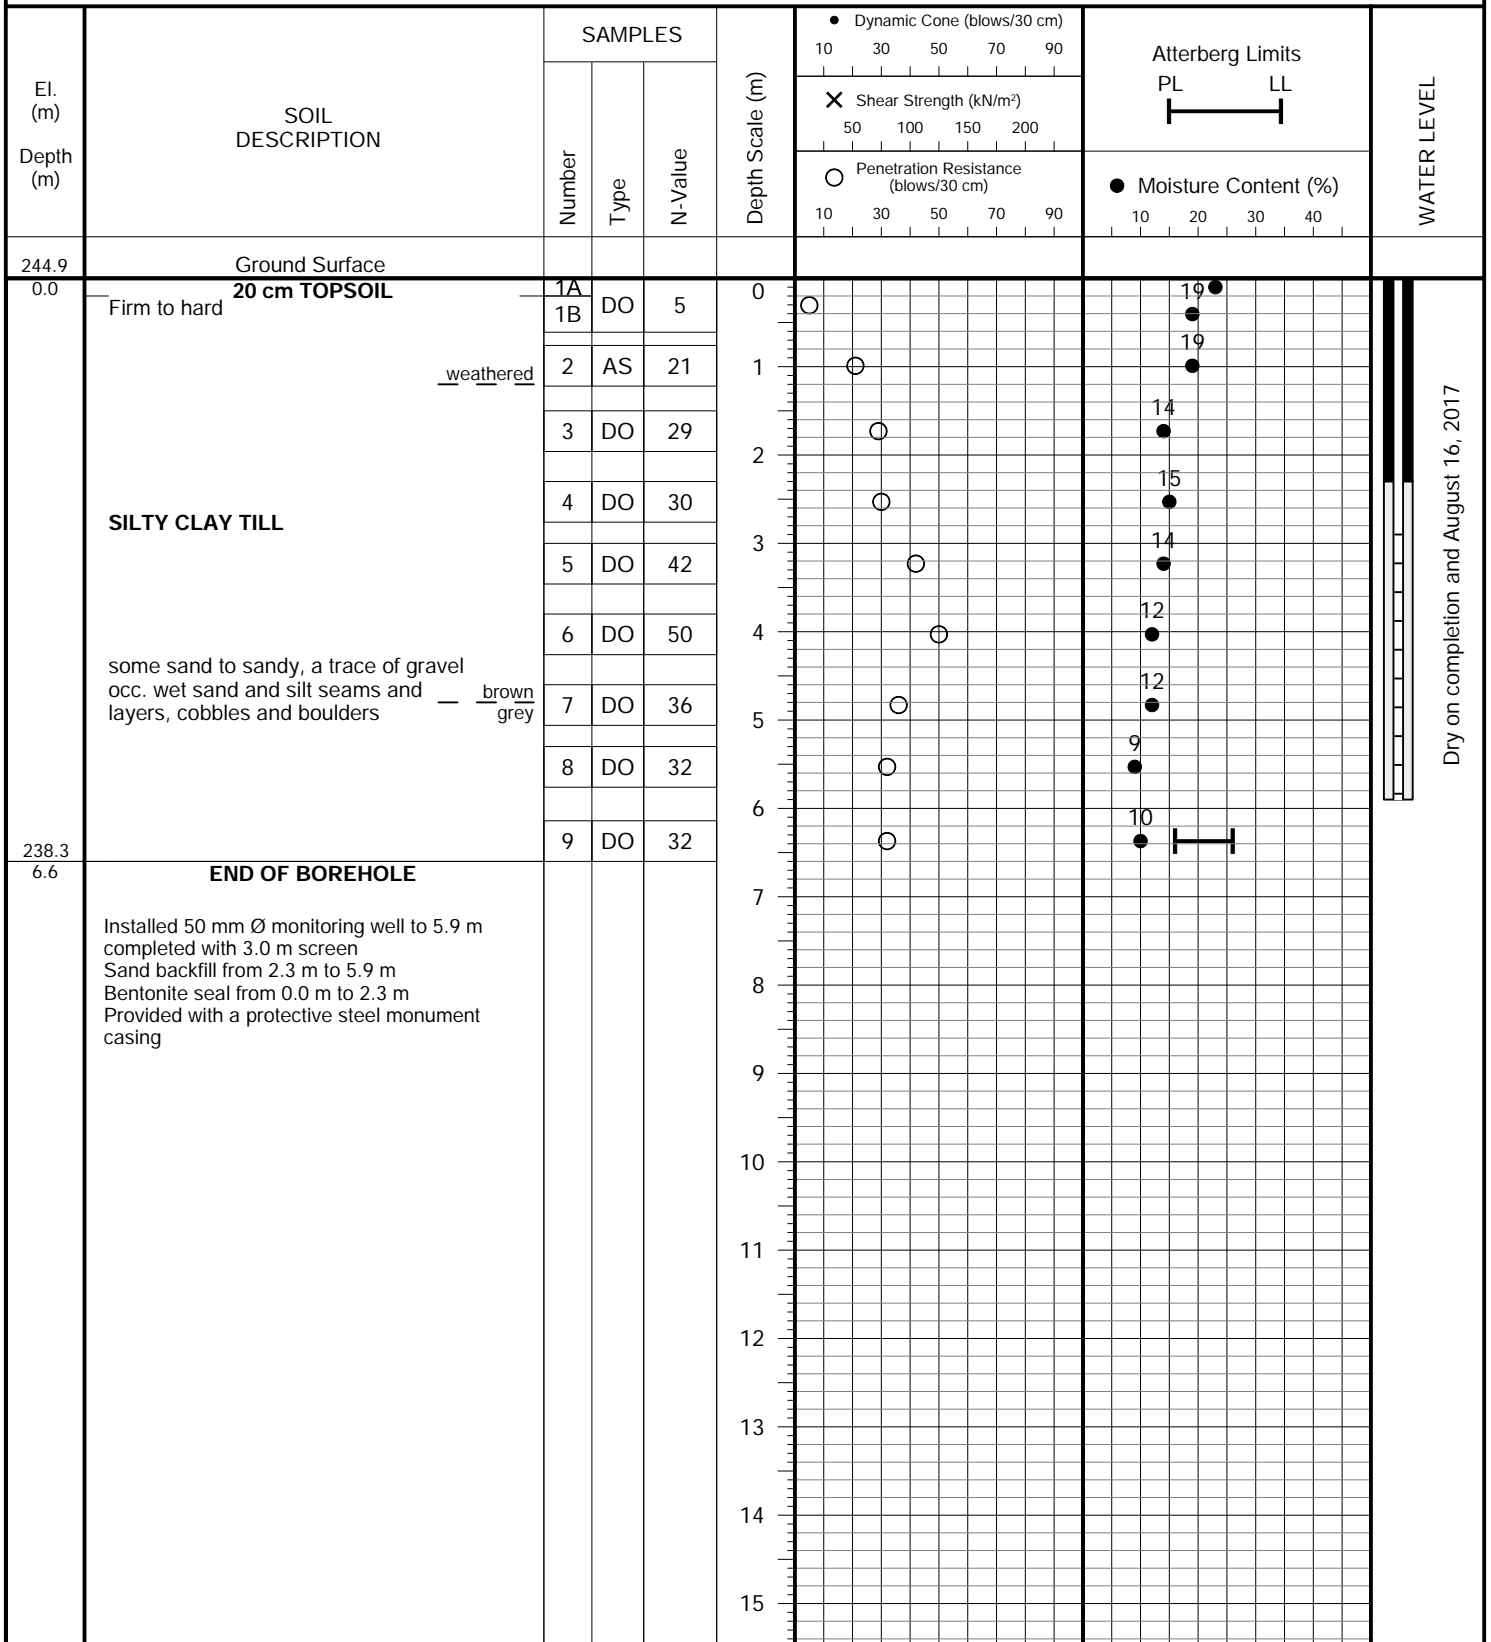 El.
(m)
Depth
(m)
SOIL
DESCRIPTION
SAMPLES
Number
Type
N-Value
Depth Scale (m)
• Dynamic Cone (blows/30 cm)
10 30 50 70 90
× Shear Strength (kN/m²)
50 100 150 200
○ Penetration Resistance
(blows/30 cm)
10 30 50 70 90
Atterberg Limits
PL LL
● Moisture Content (%)
10 20 30 40
WATER LEVEL
244.9 Ground Surface
0.0 20 cm TOPSOIL 1A 0
Firm to hard 1B DO 5 19
19
weathered 2 AS 21 1
14
3 DO 29
2
15
4 DO 30
SILTY CLAY TILL
3 14
5 DO 42
12
6 DO 50 4
some sand to sandy, a trace of gravel
occ. wet sand and silt seams and brown
layers, cobbles and boulders grey
12
7 DO 36
5
9
8 DO 32
6
10
9 DO 32
238.3
6.6 END OF BOREHOLE
7
Installed 50 mm Ø monitoring well to 5.9 m
completed with 3.0 m screen
Sand backfill from 2.3 m to 5.9 m
Bentonite seal from 0.0 m to 2.3 m
Provided with a protective steel monument
casing
8
9
10
11
12
13
14
15
Dry on completion and August 16, 2017